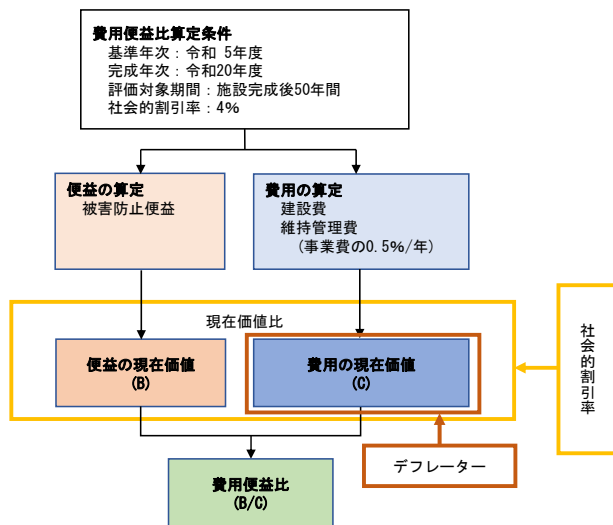 費用便益比算定条件
基準年次：令和 5年度
完成年次：令和20年度
評価対象期間：施設完成後50年間
社会的割引率：4%
便益の算定
被害防止便益
費用の算定
建設費
維持管理費
(事業費の0.5%/年)
現在価値比
便益の現在価値
(B)
費用の現在価値
(C)
社会的割引率
デフレーター
費用便益比
(B/C)